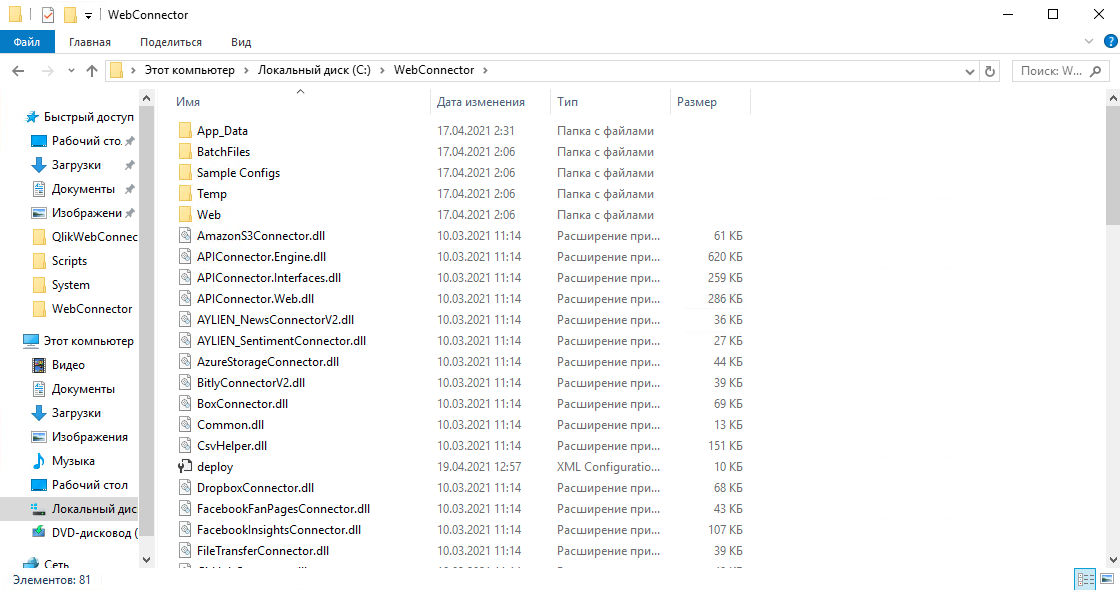 WebConnector
Файл Главная Поделиться Вид
Этот компьютер Локальный диск (C:) WebConnector Поиск: W...
Имя Дата изменения Тип Размер
Быстрый доступ
Рабочий сто.
Загрузки
Документы
Изображени
QlikWebConnec
Scripts
System
WebConnector
Этот компьютер
Видео
Документы
Загрузки
Изображения
Музыка
Рабочий стол
Локальный дис
DVD-дисковод (
Сеть
App_Data 17.04.2021 2:31 Папка с файлами
BatchFiles 17.04.2021 2:06 Папка с файлами
Sample Configs 17.04.2021 2:06 Папка с файлами
Temp 17.04.2021 2:06 Папка с файлами
Web 17.04.2021 2:06 Папка с файлами
AmazonS3Connector.dll 10.03.2021 11:14 Расширение при... 61 КБ
APIConnector.Engine.dll 10.03.2021 11:14 Расширение при... 620 КБ
APIConnector.Interfaces.dll 10.03.2021 11:14 Расширение при... 259 КБ
APIConnector.Web.dll 10.03.2021 11:14 Расширение при... 286 КБ
AYLIEN_NewsConnectorV2.dll 10.03.2021 11:14 Расширение при... 36 КБ
AYLIEN_SentimentConnector.dll 10.03.2021 11:14 Расширение при... 27 КБ
AzureStorageConnector.dll 10.03.2021 11:14 Расширение при... 44 КБ
BitlyConnectorV2.dll 10.03.2021 11:14 Расширение при... 39 КБ
BoxConnector.dll 10.03.2021 11:14 Расширение при... 69 КБ
Common.dll 10.03.2021 11:14 Расширение при... 13 КБ
CsvHelper.dll 10.03.2021 11:14 Расширение при... 151 КБ
deploy 19.04.2021 12:57 XML Configuratio... 10 КБ
DropboxConnector.dll 10.03.2021 11:14 Расширение при... 68 КБ
FacebookFanPagesConnector.dll 10.03.2021 11:14 Расширение при... 43 КБ
FacebookInsightsConnector.dll 10.03.2021 11:14 Расширение при... 107 КБ
FileTransferConnector.dll 10.03.2021 11:14 Расширение при... 39 КБ
Элементов: 81